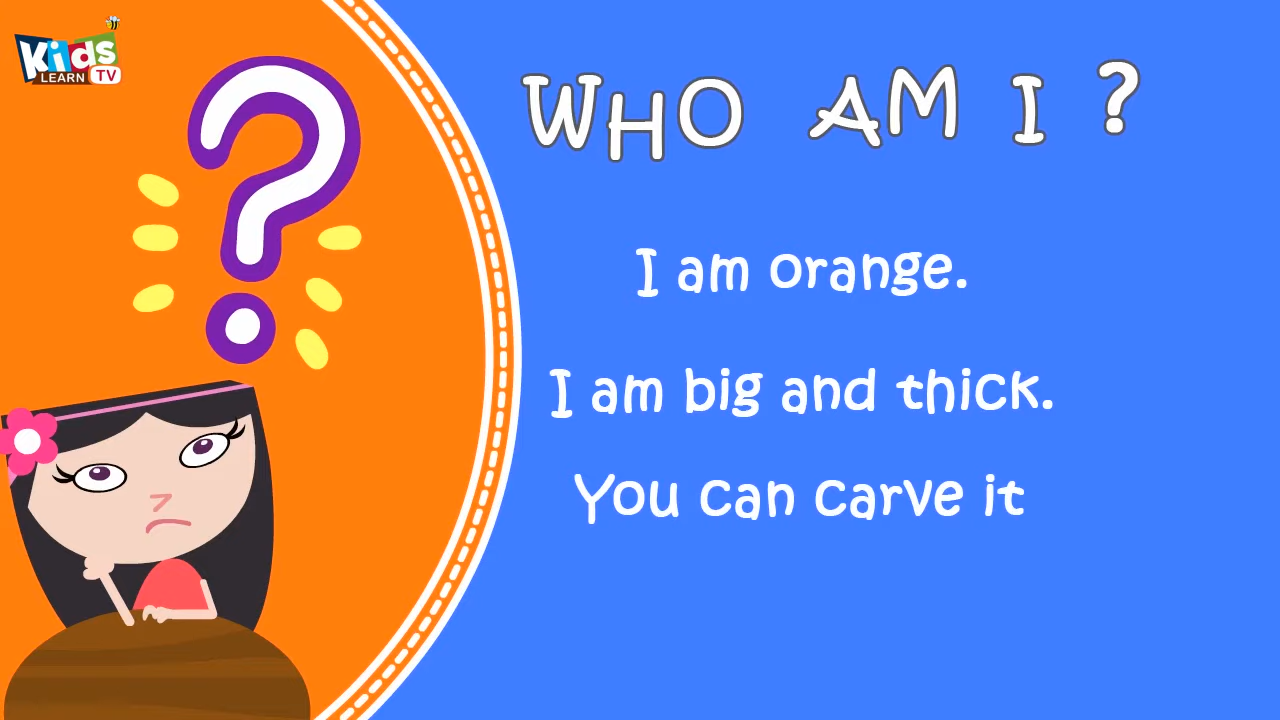 Kids
LEARN TV
WHO AM I ?
I am orange.
I am big and thick.
You can carve it